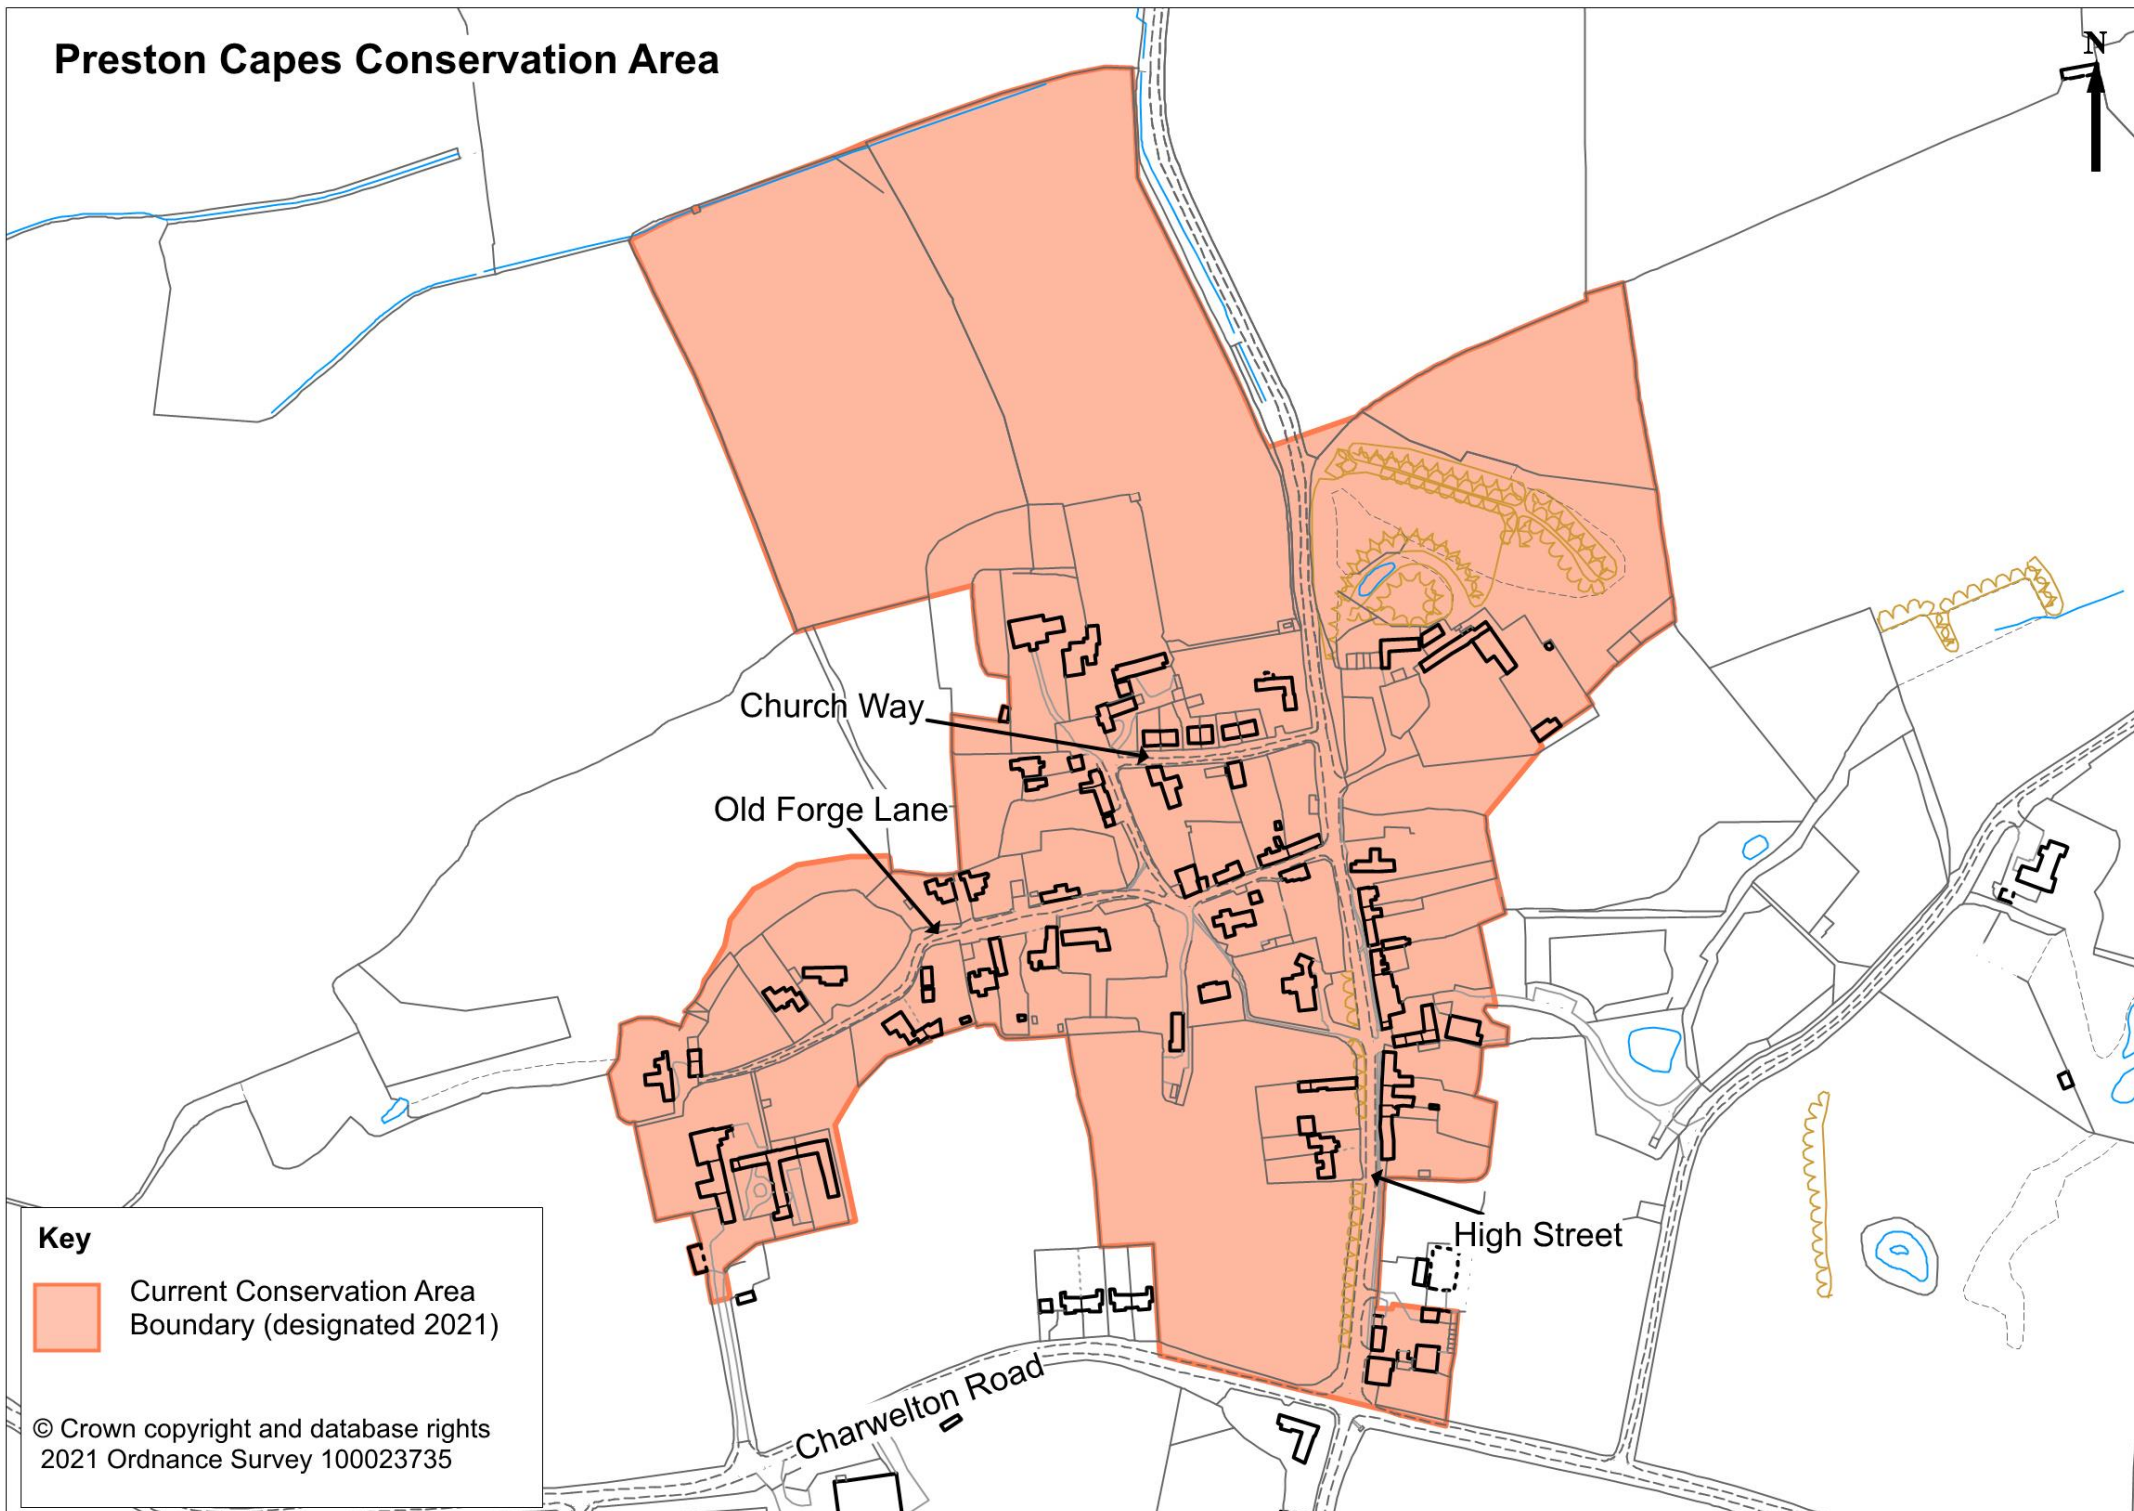 Preston Capes Conservation Area
N
Church Way
Old Forge Lane
High Street
Charwelton Road
Key
Current Conservation Area
Boundary (designated 2021)
© Crown copyright and database rights
2021 Ordnance Survey 100023735